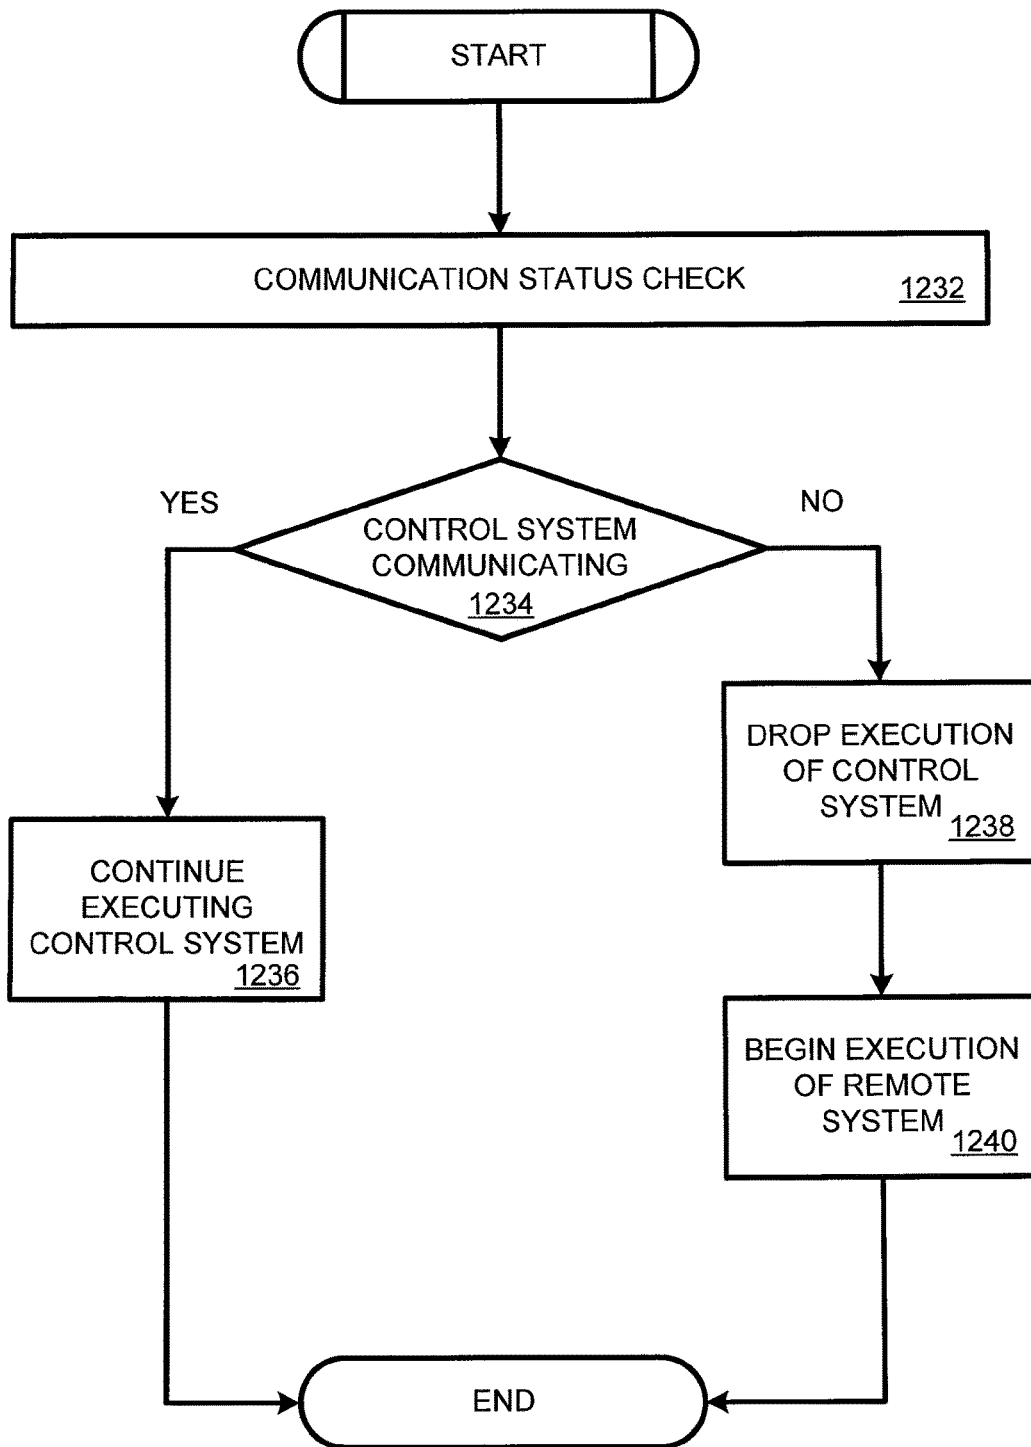 START
COMMUNICATION STATUS CHECK
1232
YES
NO
CONTROL SYSTEM
COMMUNICATING
1234
DROP EXECUTION
OF CONTROL
SYSTEM
1238
CONTINUE
EXECUTING
CONTROL SYSTEM
1236
BEGIN EXECUTION
OF REMOTE
SYSTEM
1240
END